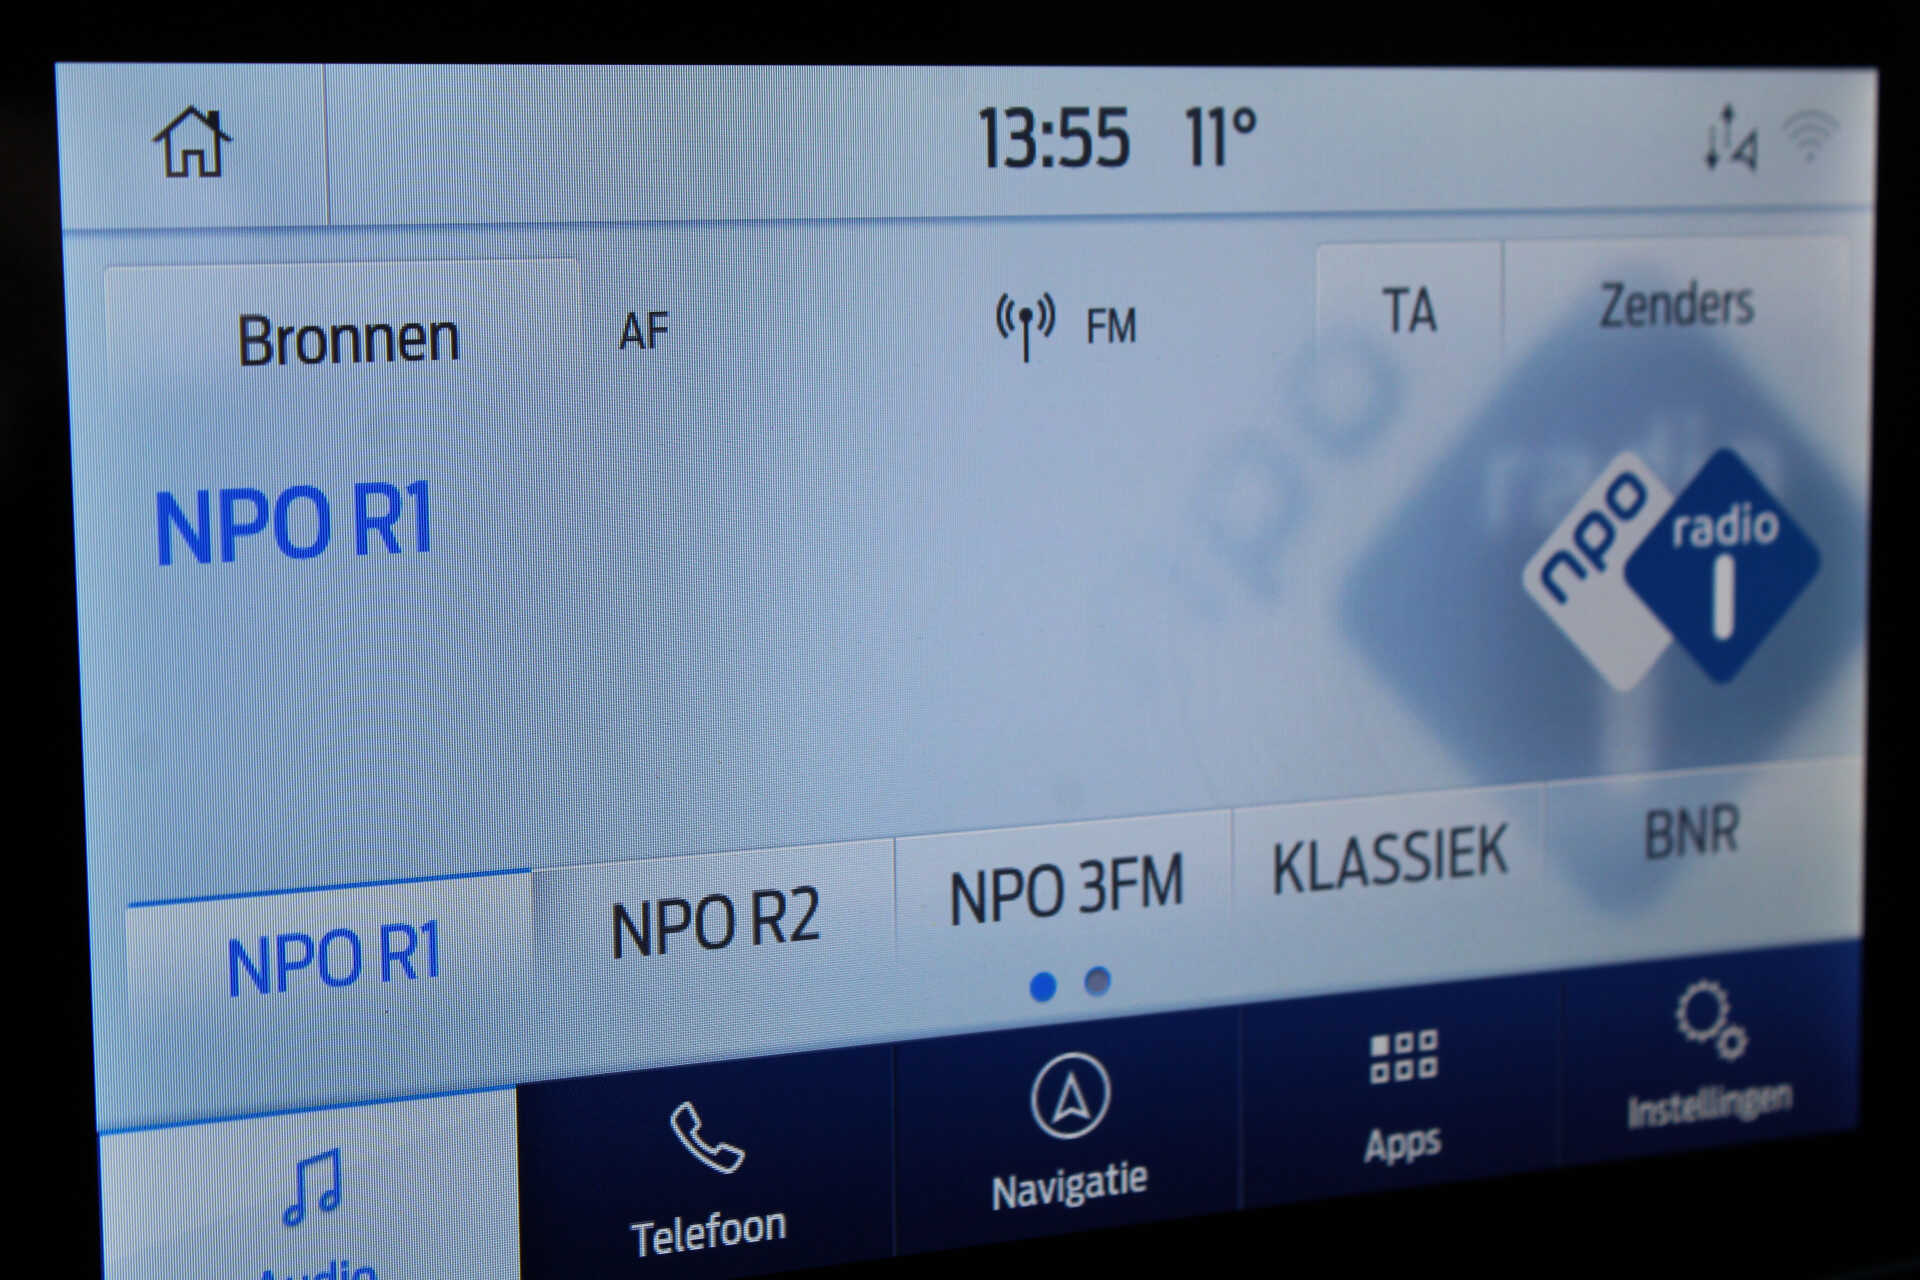 13:55 11°
Bronnen AF FM TA Zenders
NPO R1
npo radio 1
NPO R1 NPO R2 NPO 3FM KLASSIEK BNR
Audio Telefoon Navigatie Apps Instellingen